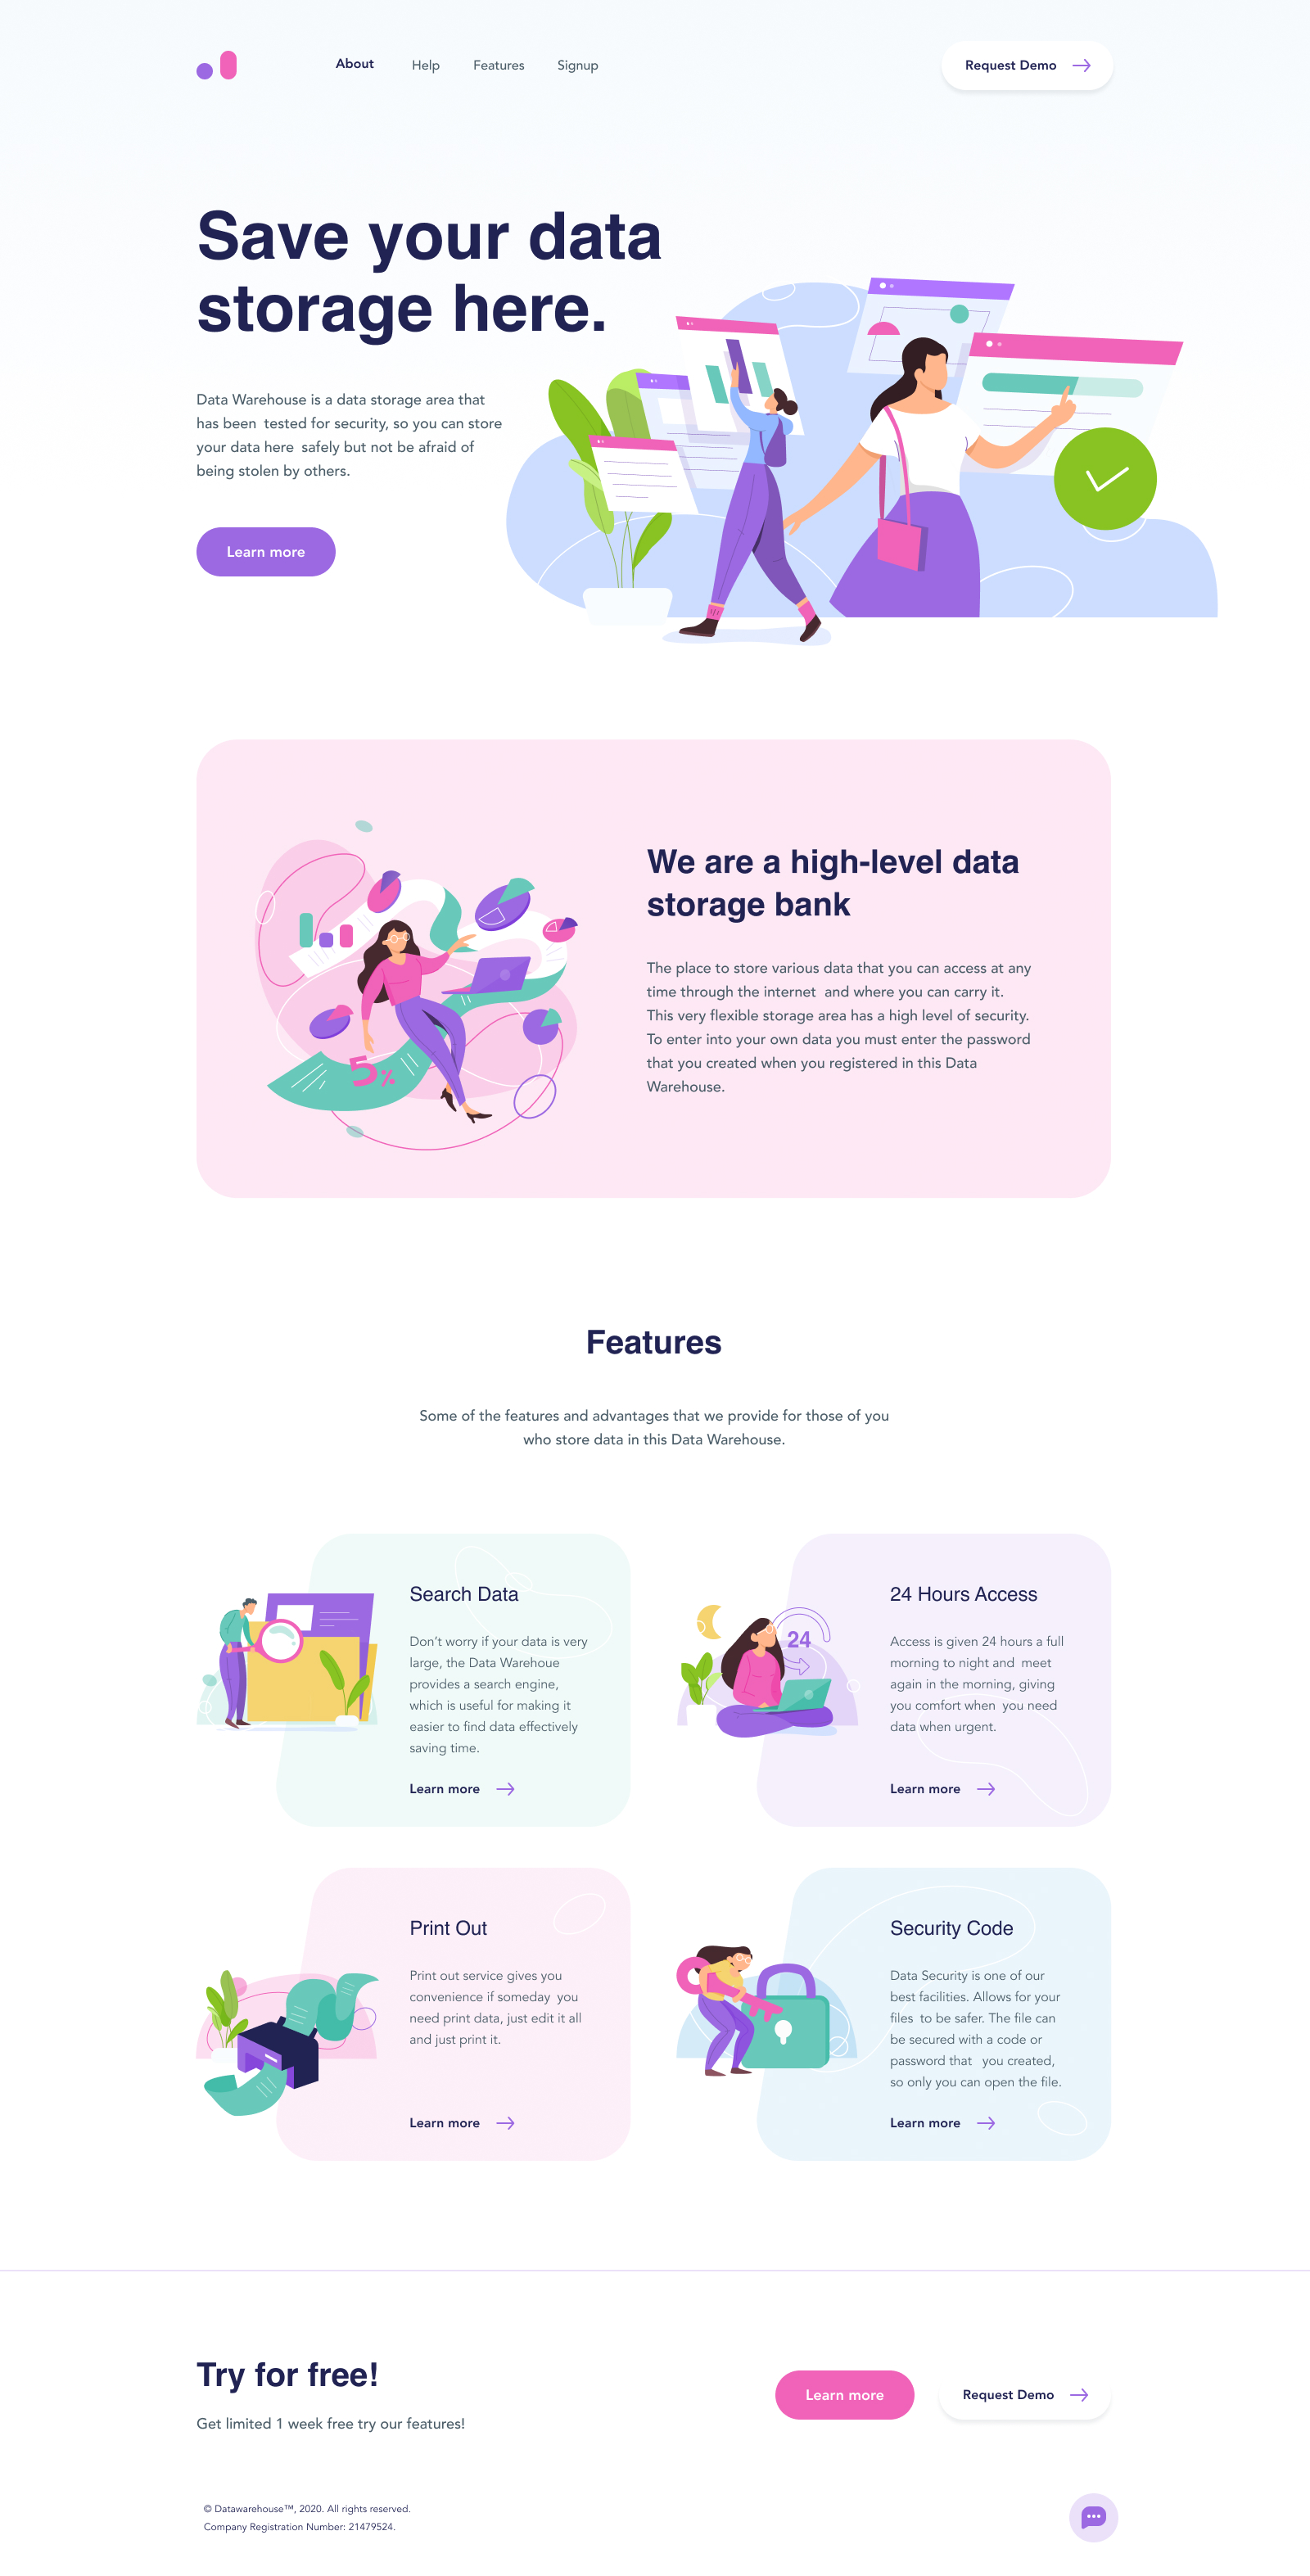 About
Help
Features
Signup
Request Demo
Save your data
storage here.
Data Warehouse is a data storage area that
has been tested for security, so you can store
your data here safely but not be afraid of
being stolen by others.
Learn more
We are a high-level data
storage bank
The place to store various data that you can access at any
time through the internet and where you can carry it.
This very flexible storage area has a high level of security.
To enter into your own data you must enter the password
that you created when you registered in this Data
Warehouse.
5%
Features
Some of the features and advantages that we provide for those of you
who store data in this Data Warehouse.
Search Data
Don't worry if your data is very
large, the Data Warehoue
provides a search engine,
which is useful for making it
easier to find data effectively
saving time.
Learn more
24
24 Hours Access
Access is given 24 hours a full
morning to night and meet
again in the morning, giving
you comfort when you need
data when urgent.
Learn more
Print Out
Print out service gives you
convenience if someday you
need print data, just edit it all
and just print it.
Learn more
Security Code
Data Security is one of our
best facilities. Allows for your
files to be safer. The file can
be secured with a code or
password that you created,
so only you can open the file.
Learn more
Try for free!
Get limited 1 week free try our features!
Learn more
Request Demo
© Datawarehouse™, 2020. All rights reserved.
Company Registration Number: 21479524.